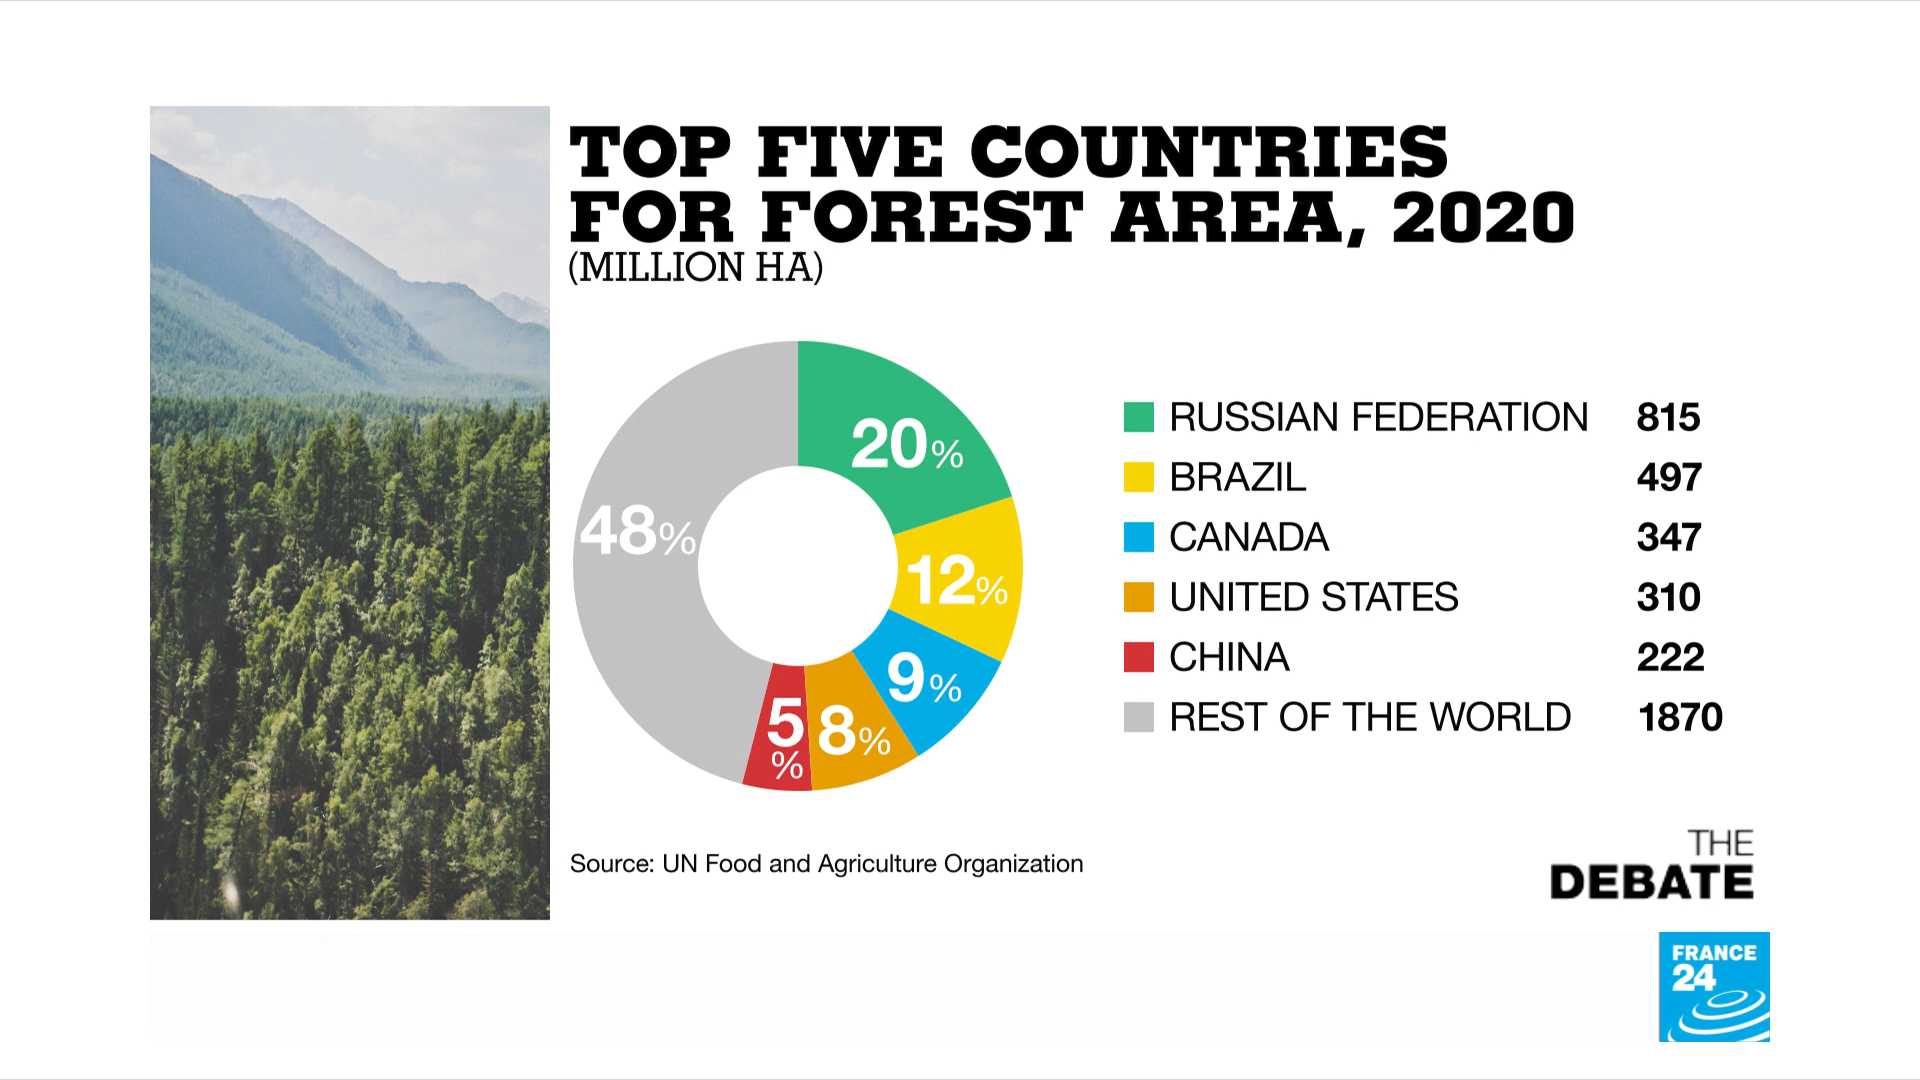 TOP FIVE COUNTRIES
FOR FOREST AREA, 2020
(MILLION HA)
20%
12%
9%
8%
5
%
48%
RUSSIAN FEDERATION 815
BRAZIL 497
CANADA 347
UNITED STATES 310
CHINA 222
REST OF THE WORLD 1870
Source: UN Food and Agriculture Organization
THE
DEBATE
FRANCE
24